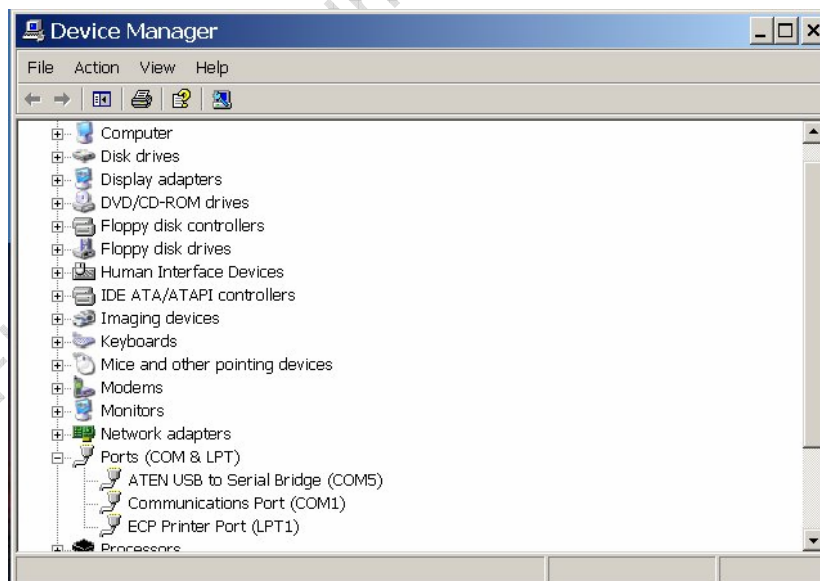 Device Manager
File Action View Help
Computer
Disk drives
Display adapters
DVD/CD-ROM drives
Floppy disk controllers
Floppy disk drives
Human Interface Devices
IDE ATA/ATAPI controllers
Imaging devices
Keyboards
Mice and other pointing devices
Modems
Monitors
Network adapters
Ports (COM & LPT)
ATEN USB to Serial Bridge (COM5)
Communications Port (COM1)
ECP Printer Port (LPT1)
Processors